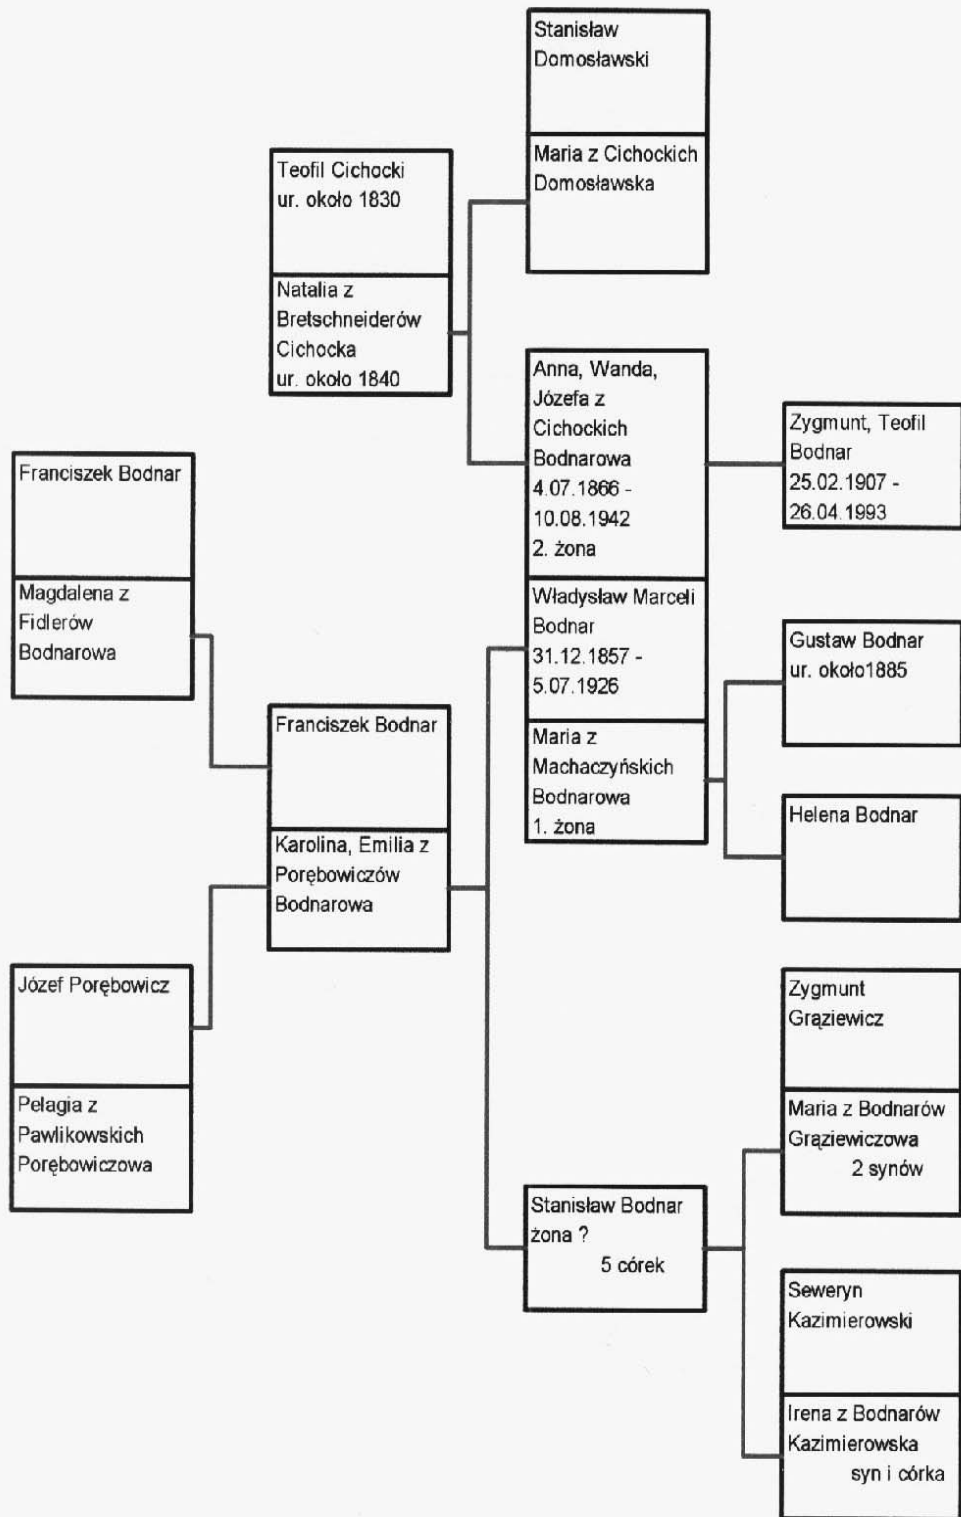 Stanisław
Domosławski
Maria z Cichockich
Domosławska
Teofil Cichocki
ur. około 1830
Natalia z
Bretschneiderów
Cichocka
ur. około 1840
Anna, Wanda,
Józefa z
Cichockich
Bodnarowa
4.07.1866 -
10.08.1942
2. żona
Zygmunt, Teofil
Bodnar
25.02.1907 -
26.04.1993
Franciszek Bodnar
Magdalena z
Fidlerów
Bodnarowa
Władysław Marceli
Bodnar
31.12.1857 -
5.07.1926
Gustaw Bodnar
ur. około1885
Franciszek Bodnar
Maria z
Machaczyńskich
Bodnarowa
1. żona
Helena Bodnar
Karolina, Emilia z
Porębowiczów
Bodnarowa
Józef Porębowicz
Pelagia z
Pawlikowskich
Porębowiczowa
Zygmunt
Grąziewicz
Maria z Bodnarów
Grąziewiczowa
2 synów
Stanisław Bodnar
żona ?
5 córek
Seweryn
Kazimierowski
Irena z Bodnarów
Kazimierowska
syn i córka